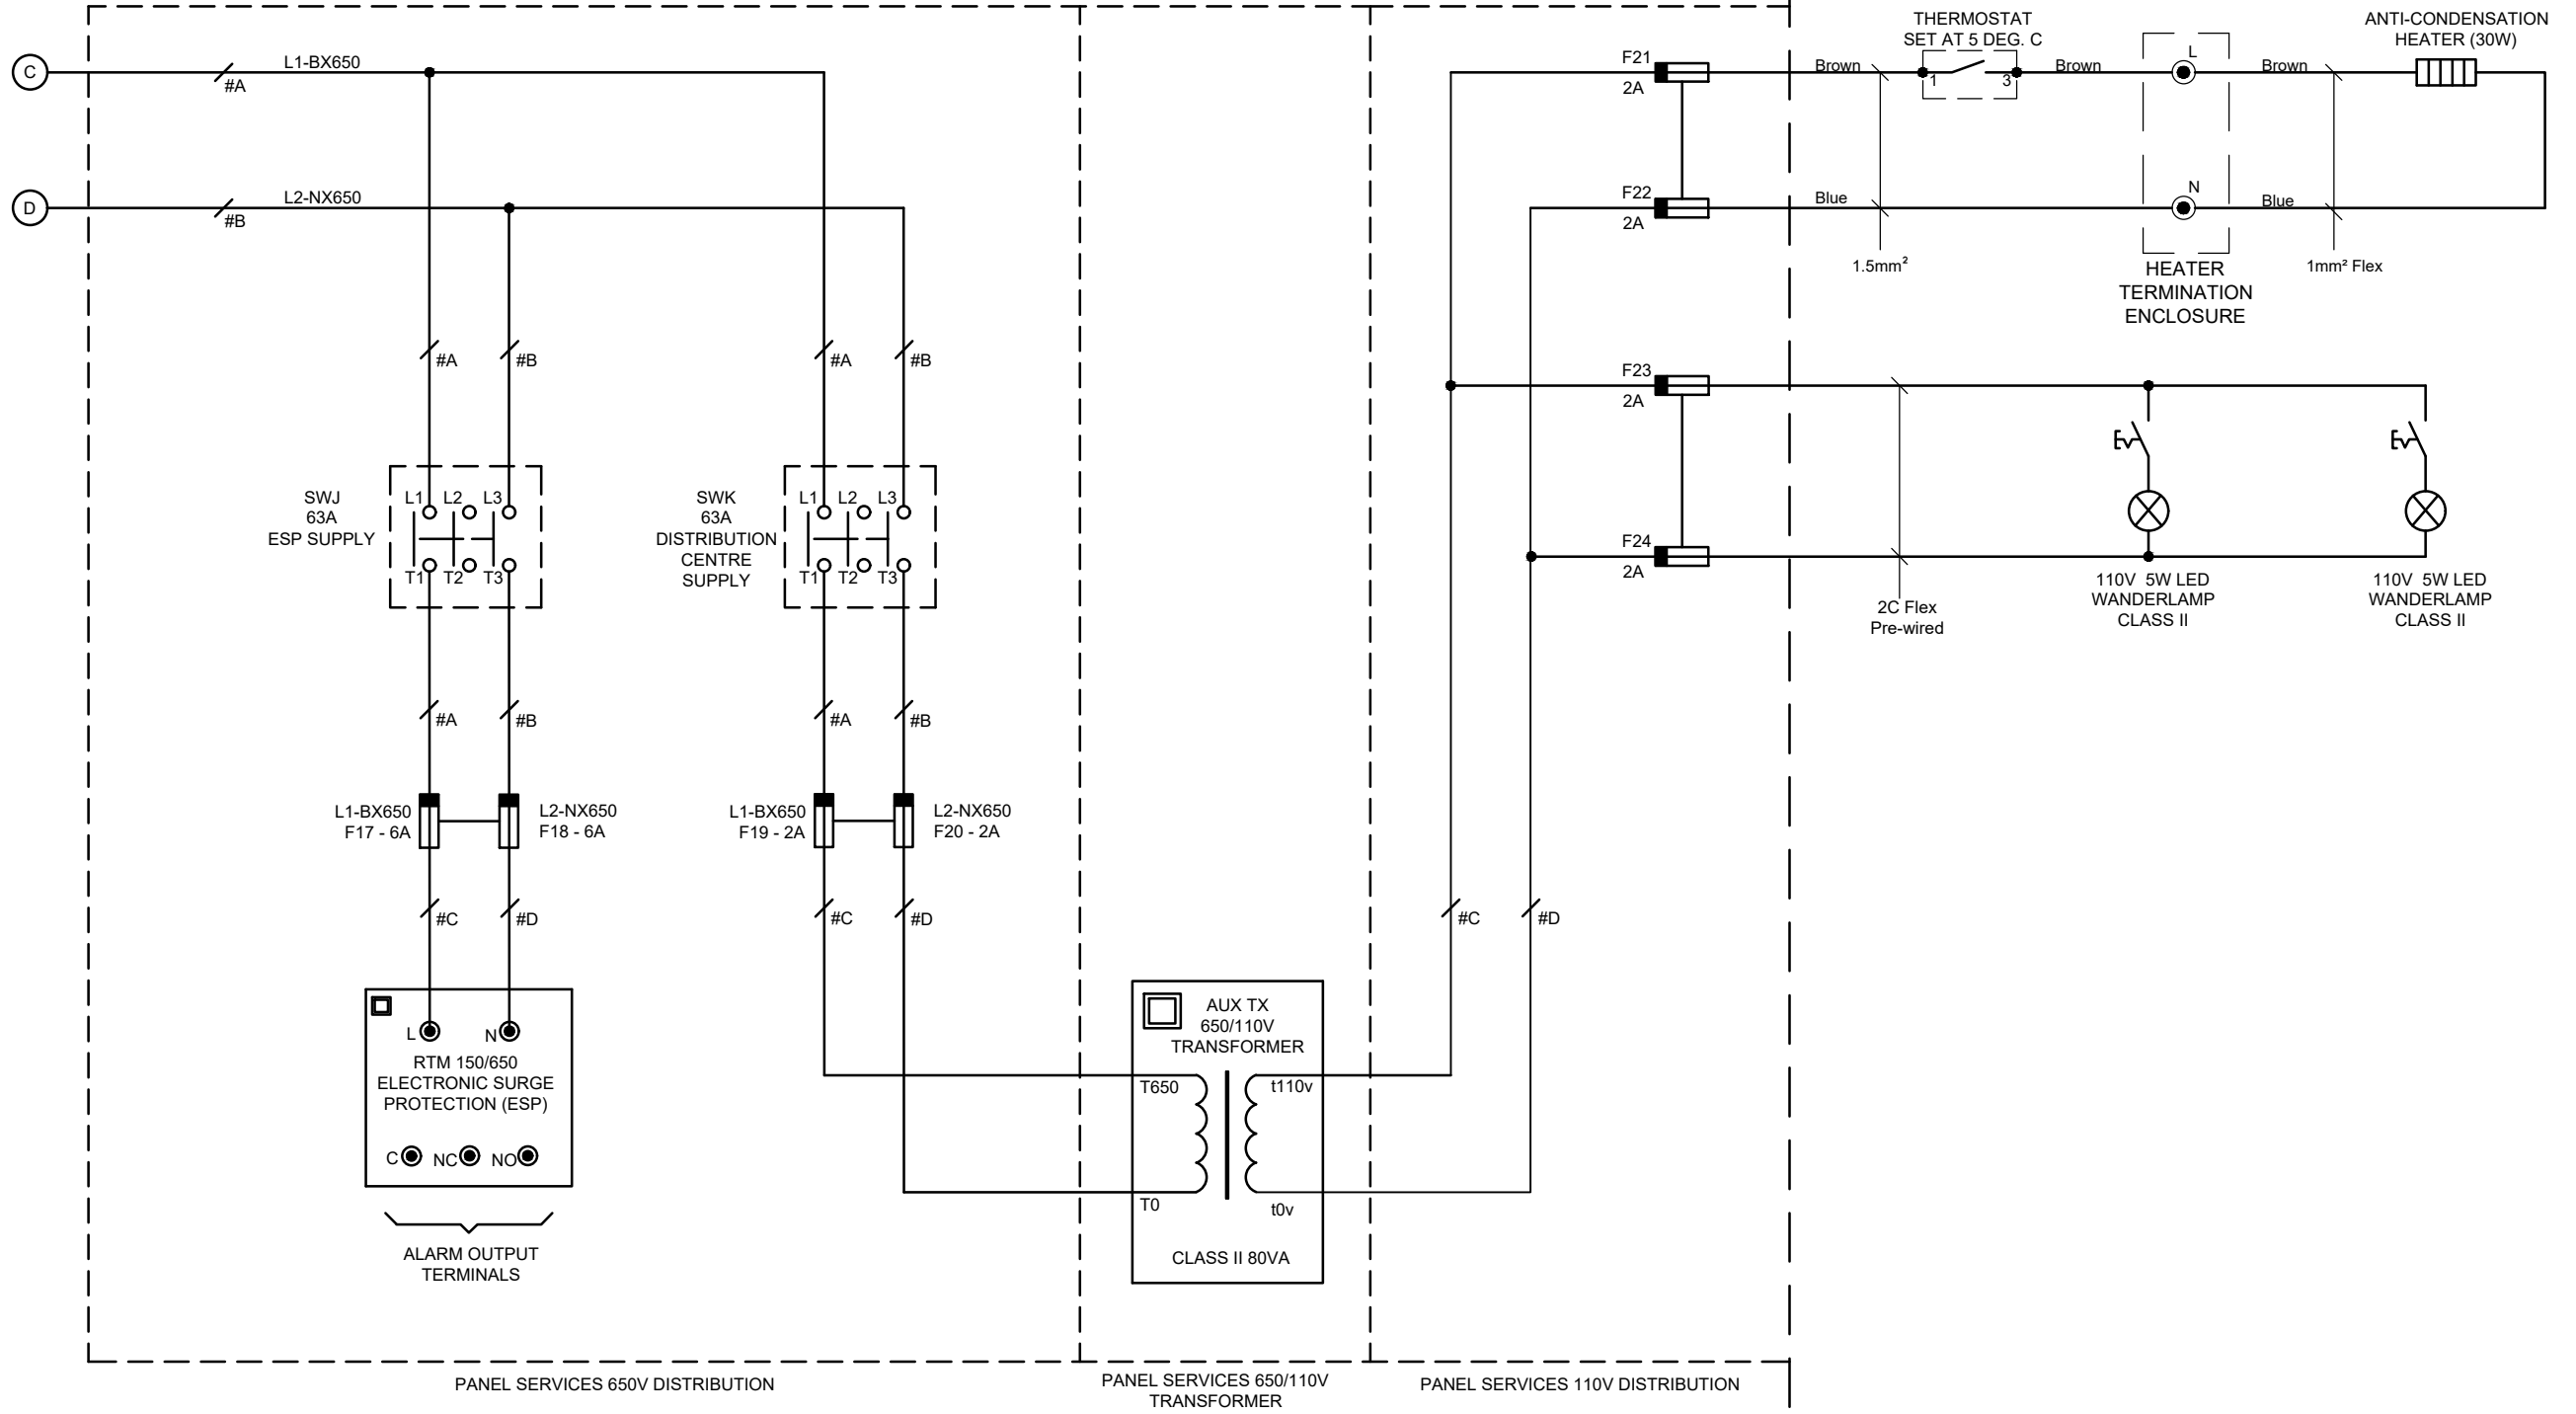 C
L1-BX650
#A
D
L2-NX650
#B
#A
#B
#A
#B
SWJ
63A
ESP SUPPLY
L1
L2
L3
T1
T2
T3
SWK
63A
DISTRIBUTION
CENTRE
SUPPLY
L1
L2
L3
T1
T2
T3
#A
#B
#A
#B
L1-BX650
F17 - 6A
L2-NX650
F18 - 6A
L1-BX650
F19 - 2A
L2-NX650
F20 - 2A
#C
#D
#C
#D
#C
#D
L
N
RTM 150/650
ELECTRONIC SURGE
PROTECTION (ESP)
C
NC
NO
ALARM OUTPUT
TERMINALS
AUX TX
650/110V
TRANSFORMER
T650
t110v
T0
t0v
CLASS II 80VA
F21
2A
F22
2A
F23
2A
F24
2A
Brown
THERMOSTAT
SET AT 5 DEG. C
1
3
Brown
L
Brown
ANTI-CONDENSATION
HEATER (30W)
Blue
N
Blue
1.5mm²
HEATER
TERMINATION
ENCLOSURE
1mm² Flex
2C Flex
Pre-wired
110V 5W LED
WANDERLAMP
CLASS II
110V 5W LED
WANDERLAMP
CLASS II
PANEL SERVICES 650V DISTRIBUTION
PANEL SERVICES 650/110V
TRANSFORMER
PANEL SERVICES 110V DISTRIBUTION